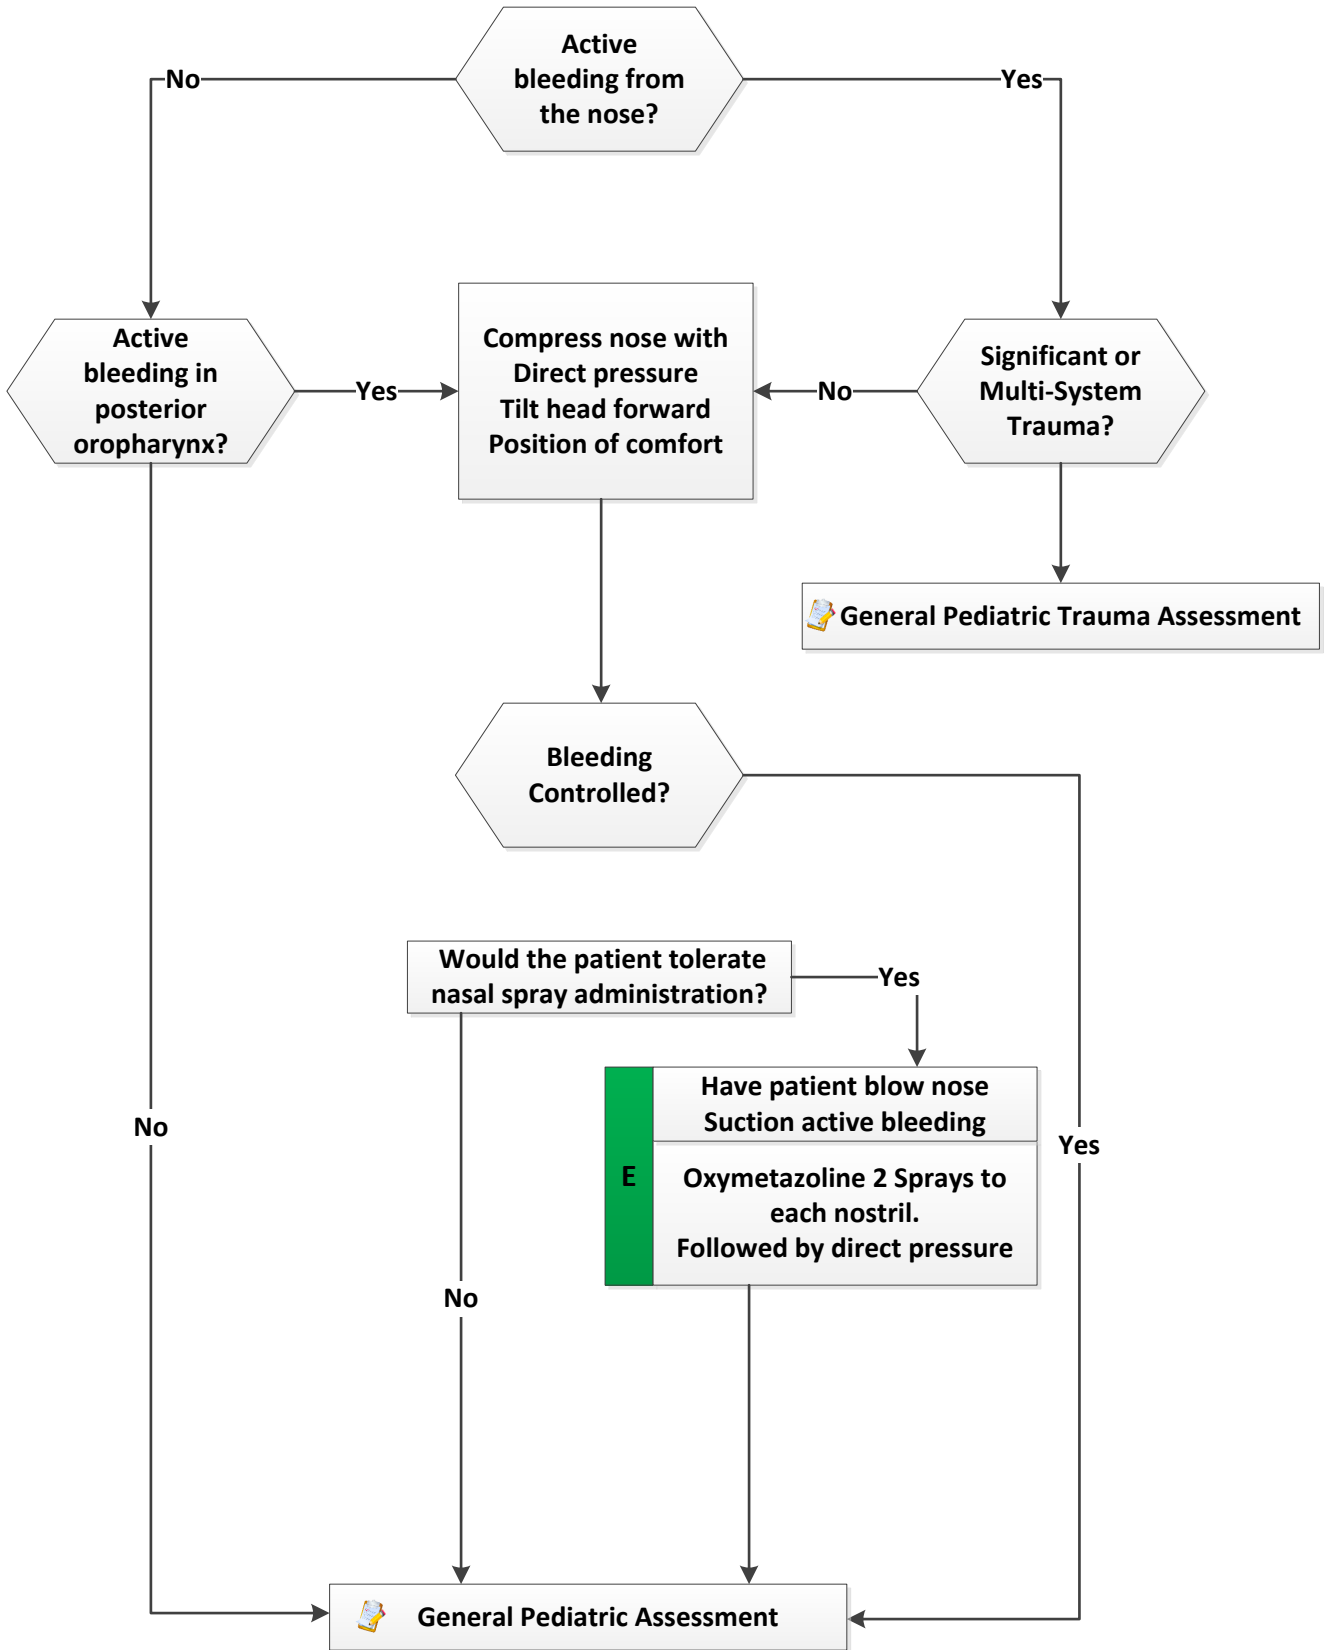 Active
bleeding from
the nose?
No
Yes
Active
bleeding in
posterior
oropharynx?
Yes
Compress nose with
Direct pressure
Tilt head forward
Position of comfort
No
Significant or
Multi-System
Trauma?
General Pediatric Trauma Assessment
Bleeding
Controlled?
Would the patient tolerate
nasal spray administration?
Yes
Have patient blow nose
Suction active bleeding
E
Oxymetazoline 2 Sprays to
each nostril.
Followed by direct pressure
No
Yes
No
General Pediatric Assessment